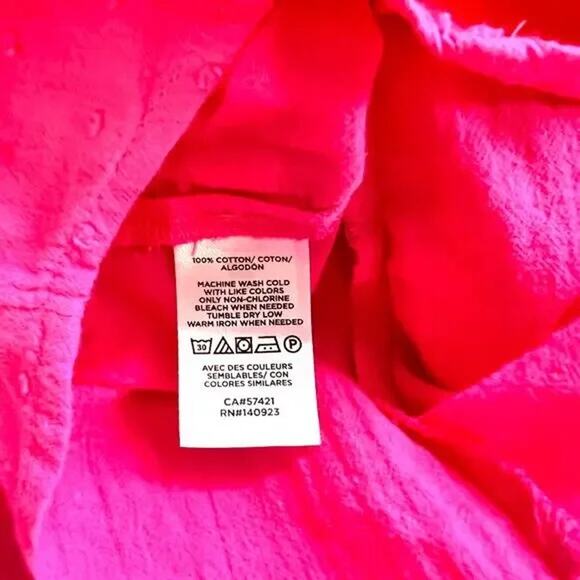 100% COTTON/ COTON/
ALGODÓN
MACHINE WASH COLD
WITH LIKE COLORS
ONLY NON-CHLORINE
BLEACH WHEN NEEDED
TUMBLE DRY LOW
WARM IRON WHEN NEEDED
30 P
AVEC DES COULEURS
SEMBLABLES/ CON
COLORES SIMILARES
CA#57421
RN#140923